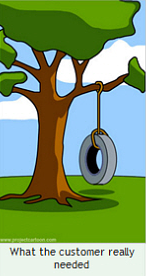 www.projectcartoon.com
What the customer really
needed